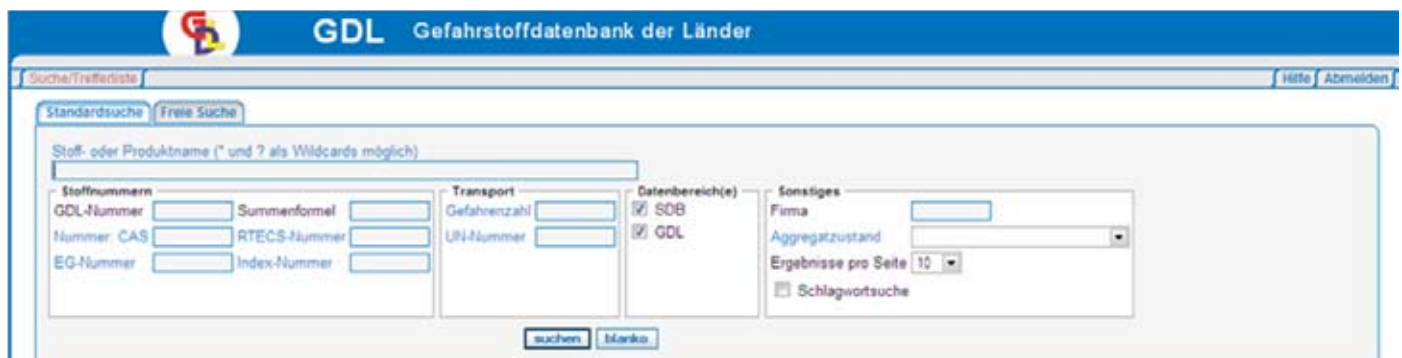 GDL GDL Gefahrstoffdatenbank der Länder
Suche/Trefferliste Hilfe Abmelden
Standardsuche Freie Suche
Stoff- oder Produktname (* und ? als Wildcards möglich)
Stoffnummern Transport Datenbereich(e) Sonstiges
GDL-Nummer Summenformel Gefahrenzahl SDB Firma
Nummer: CAS RTECS-Nummer UN-Nummer GDL Aggregatzustand
EG-Nummer Index-Nummer Ergebnisse pro Seite 10
Schlagwortsuche
suchen blanko